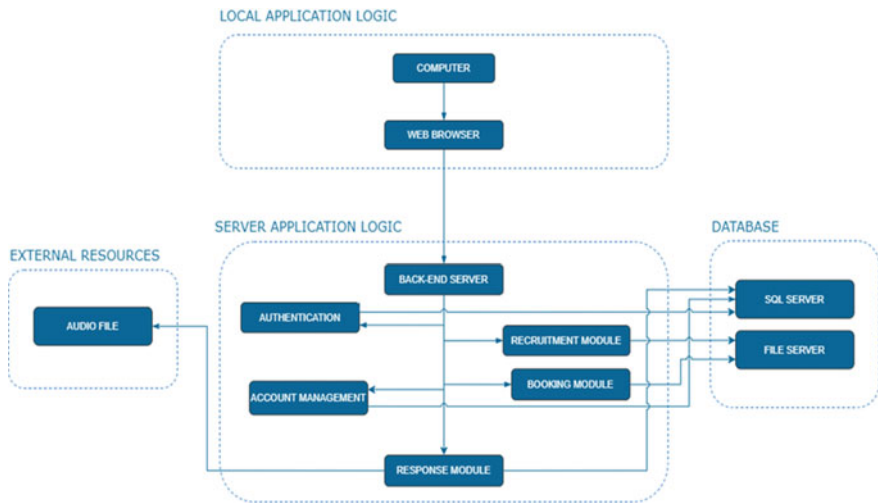 LOCAL APPLICATION LOGIC
COMPUTER
WEB BROWSER
SERVER APPLICATION LOGIC
DATABASE
EXTERNAL RESOURCES
BACK-END SERVER
SQL SERVER
AUTHENTICATION
AUDIO FILE
RECRUITMENT MODULE
FILE SERVER
BOOKING MODULE
ACCOUNT MANAGEMENT
RESPONSE MODULE